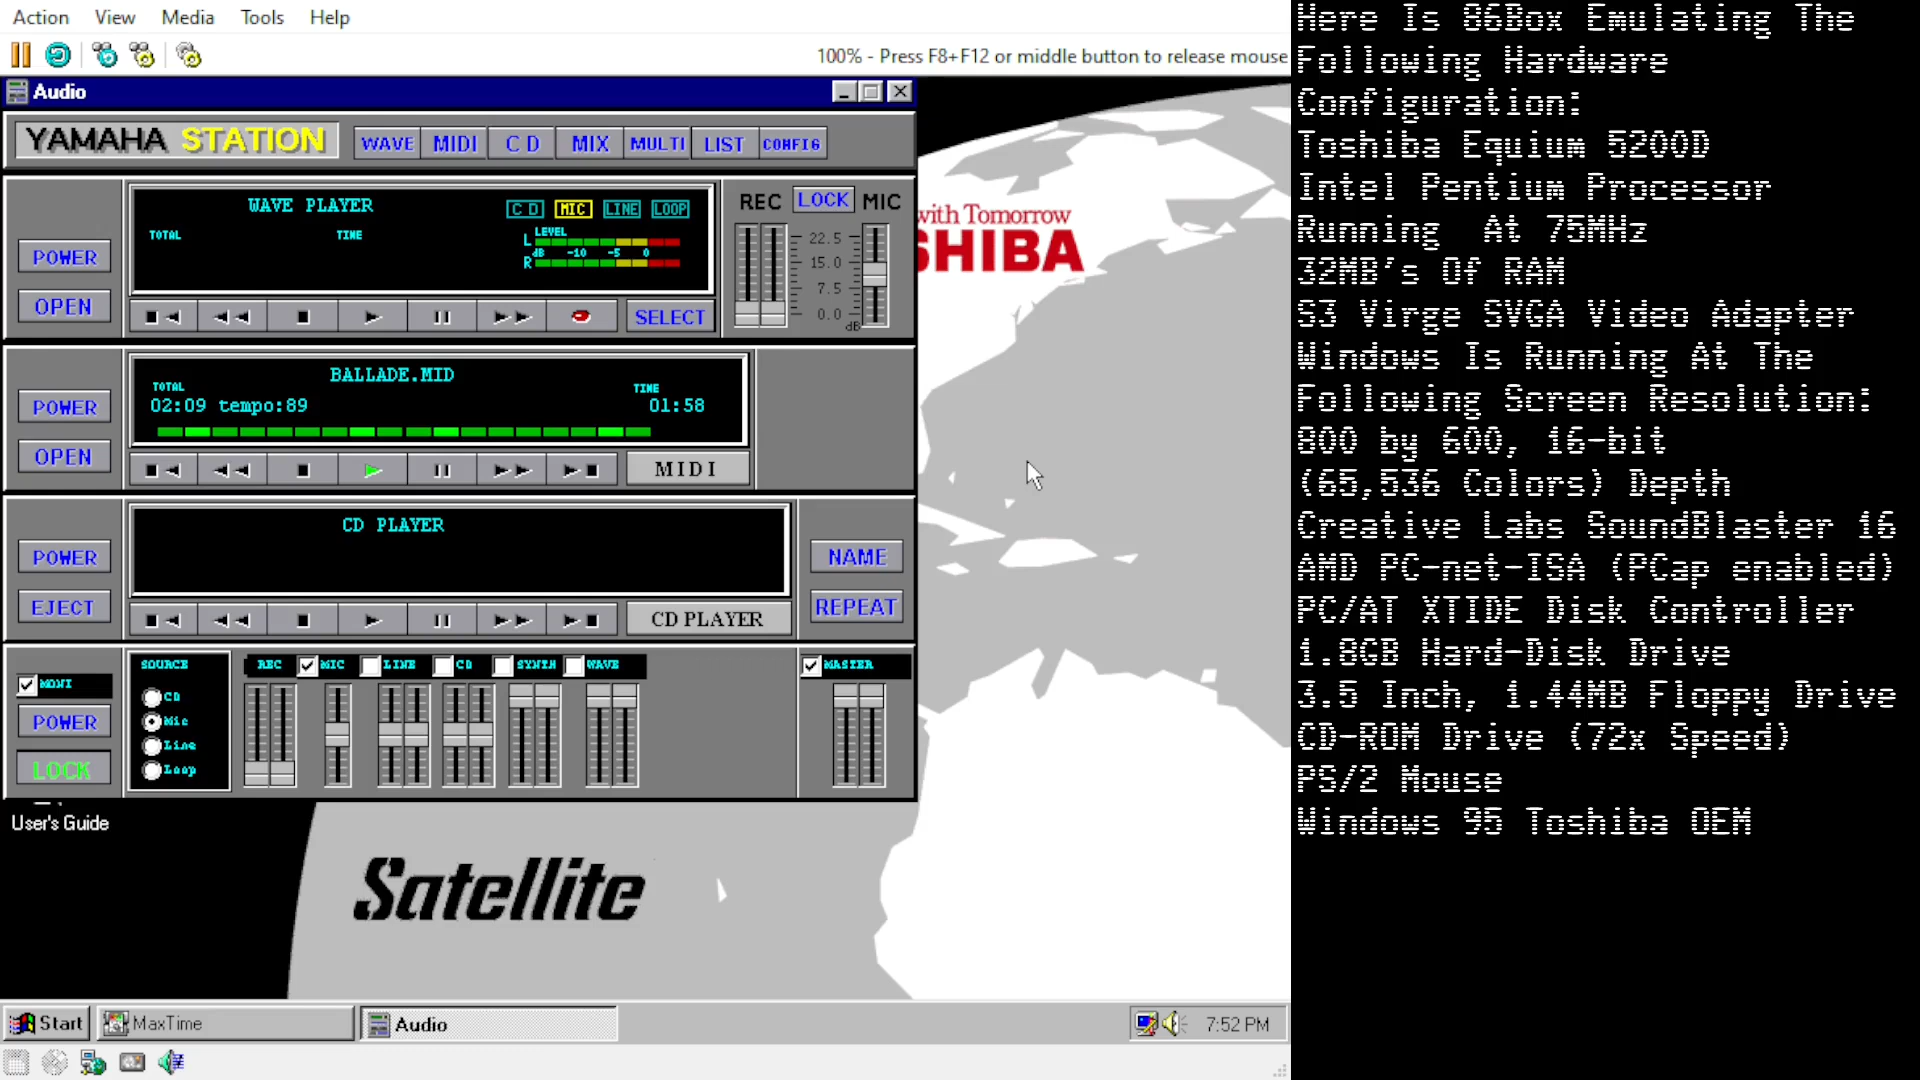 Action View Media Tools Help
100% - Press F8+F12 or middle button to release mouse
Audio
YAMAHA STATION WAVE MIDI CD MIX MULTI LIST CONFIG
WAVE PLAYER CD MIC LINE LOOP
TOTAL TIME
LEVEL
L
dB -10 -5 0
R
POWER
OPEN
SELECT
REC LOCK MIC
22.5
15.0
7.5
0.0
dB
BALLADE.MID
TOTAL TIME
02:09 tempo:89 01:58
POWER
OPEN
MIDI
CD PLAYER
POWER
EJECT
CD PLAYER
NAME
REPEAT
MONI
POWER
LOCK
SOURCE
CD
Mic
Line
Loop
REC MIC LINE CD SYNTH WAVE MASTER
with Tomorrow
SHIBA
User's Guide
Satellite
Start MaxTime Audio 7:52 PM
Here Is 86Box Emulating The
Following Hardware
Configuration:
Toshiba Equium 5200D
Intel Pentium Processor
Running At 75MHz
32MB's Of RAM
S3 Virge SVGA Video Adapter
Windows Is Running At The
Following Screen Resolution:
800 by 600, 16-bit
(65,536 Colors) Depth
Creative Labs SoundBlaster 16
AMD PC-net-ISA (PCap enabled)
PC/AT XTIDE Disk Controller
1.8GB Hard-Disk Drive
3.5 Inch, 1.44MB Floppy Drive
CD-ROM Drive (72x Speed)
PS/2 Mouse
Windows 95 Toshiba OEM